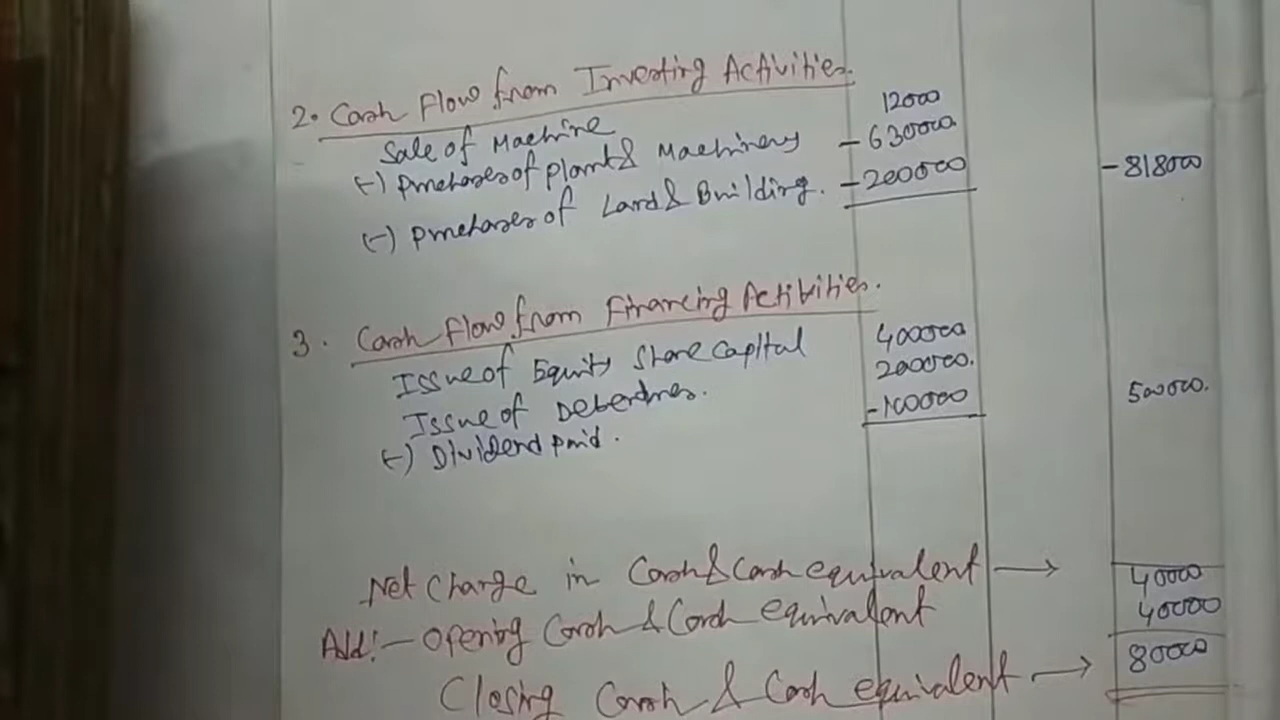 2. Cash Flow from Investing Activities.
Sale of Machine 12000
(-) Purchases of Plant & Machinery -630000
(-) Purchases of Land & Building. -200000 -818000
3. Cash Flow from Financing Activities.
Issue of Equity Share Capital 400000
Issue of Debentures. 200000.
(-) Dividend paid. -100000 500000.
Net Change in Cash & Cash equivalent → 40000
Add:- Opening Cash & Cash equivalent 40000
Closing Cash & Cash equivalent → 80000